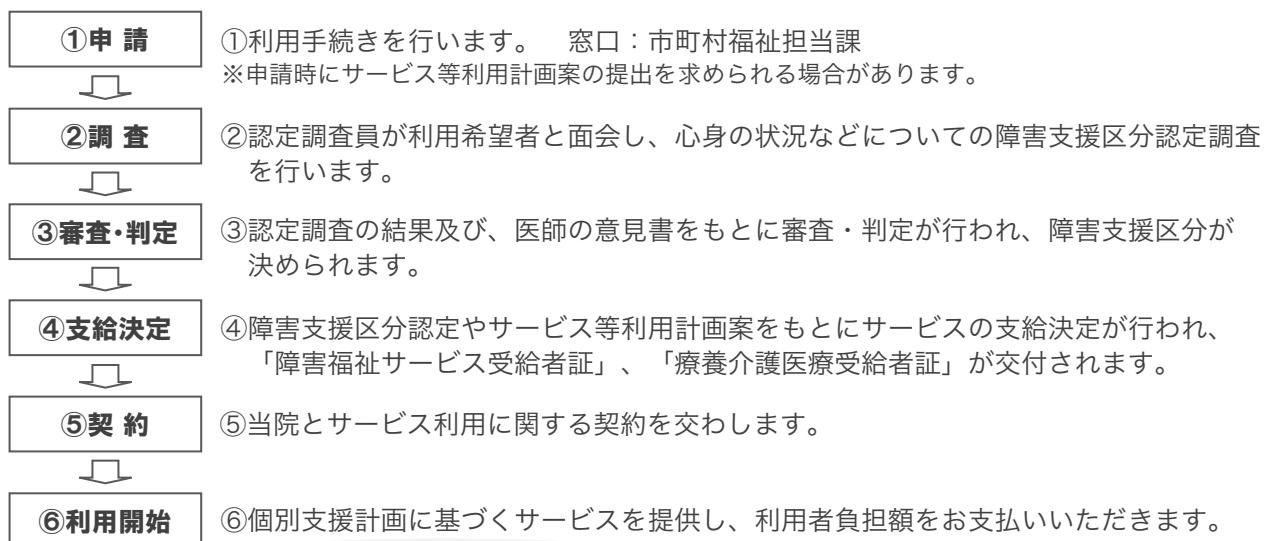 ①申 請
①利用手続きを行います。　窓口：市町村福祉担当課
※申請時にサービス等利用計画案の提出を求められる場合があります。
②調 査
②認定調査員が利用希望者と面会し、心身の状況などについての障害支援区分認定調査
を行います。
③審査・判定
③認定調査の結果及び、医師の意見書をもとに審査・判定が行われ、障害支援区分が
決められます。
④支給決定
④障害支援区分認定やサービス等利用計画案をもとにサービスの支給決定が行われ、
「障害福祉サービス受給者証」、「療養介護医療受給者証」が交付されます。
⑤契 約
⑤当院とサービス利用に関する契約を交わします。
⑥利用開始
⑥個別支援計画に基づくサービスを提供し、利用者負担額をお支払いいただきます。